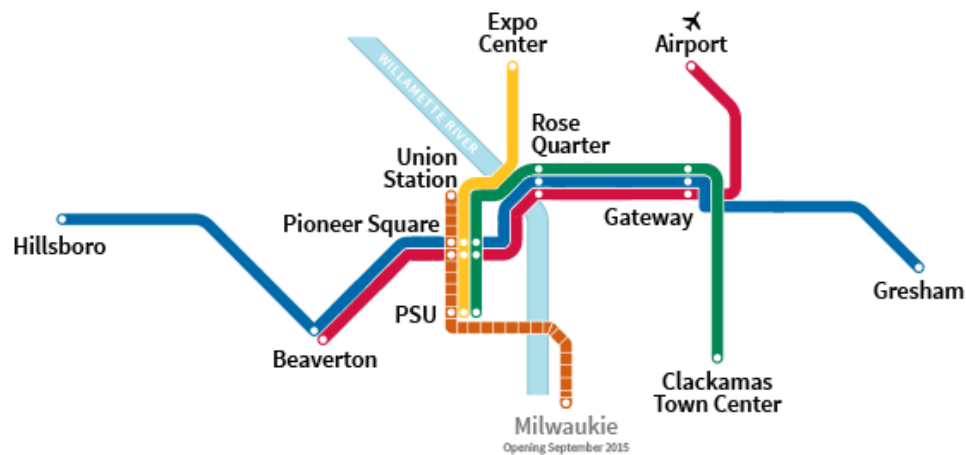 Expo
Center
Airport
WILLAMETTE RIVER
Rose
Quarter
Union
Station
Pioneer Square
Gateway
Hillsboro
Gresham
PSU
Beaverton
Clackamas
Town Center
Milwaukie
Opening September 2015